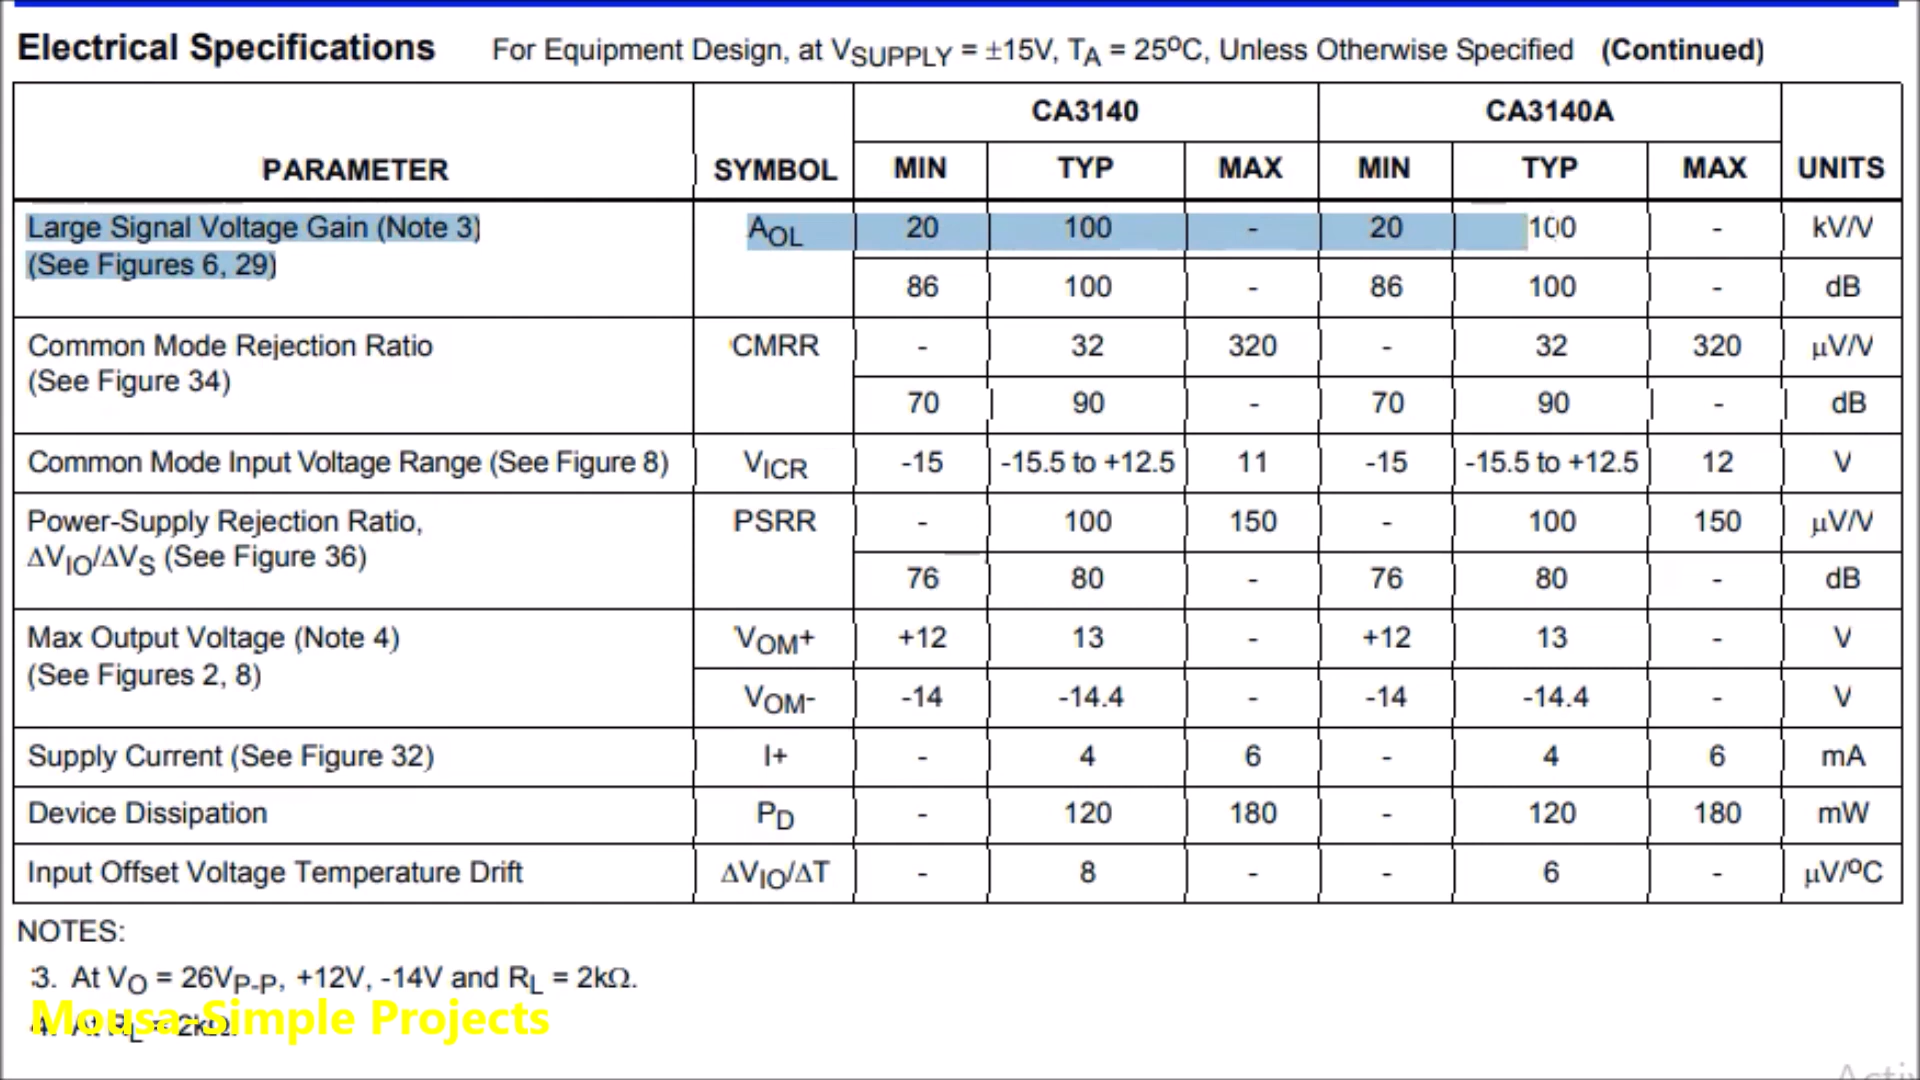 Electrical Specifications For Equipment Design, at VSUPPLY = ±15V, TA = 25°C, Unless Otherwise Specified (Continued)
PARAMETER SYMBOL CA3140 CA3140A UNITS
MIN TYP MAX MIN TYP MAX
Large Signal Voltage Gain (Note 3) AOL 20 100 - 20 100 - kV/V
(See Figures 6, 29) 86 100 - 86 100 - dB
Common Mode Rejection Ratio CMRR - 32 320 - 32 320 µV/V
(See Figure 34) 70 90 - 70 90 - dB
Common Mode Input Voltage Range (See Figure 8) VICR -15 -15.5 to +12.5 11 -15 -15.5 to +12.5 12 V
Power-Supply Rejection Ratio, PSRR - 100 150 - 100 150 µV/V
ΔVIO/ΔVS (See Figure 36) 76 80 - 76 80 - dB
Max Output Voltage (Note 4) VOM+ +12 13 - +12 13 - V
(See Figures 2, 8) VOM- -14 -14.4 - -14 -14.4 - V
Supply Current (See Figure 32) I+ - 4 6 - 4 6 mA
Device Dissipation PD - 120 180 - 120 180 mW
Input Offset Voltage Temperature Drift ΔVIO/ΔT - 8 - - 6 - µV/°C
NOTES:
3. At VO = 26VP-P, +12V, -14V and RL = 2kΩ.
4. At RL = 2kΩ.
Mousa-Simple Projects